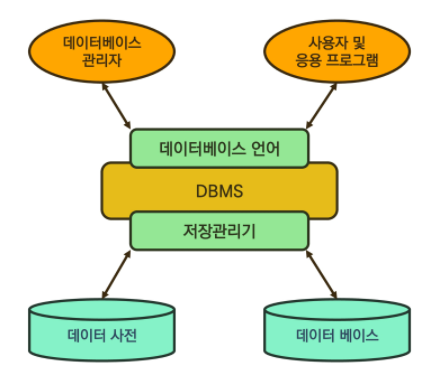 데이터베이스
관리자
사용자 및
응용 프로그램
데이터베이스 언어
DBMS
저장관리기
데이터 사전
데이터 베이스